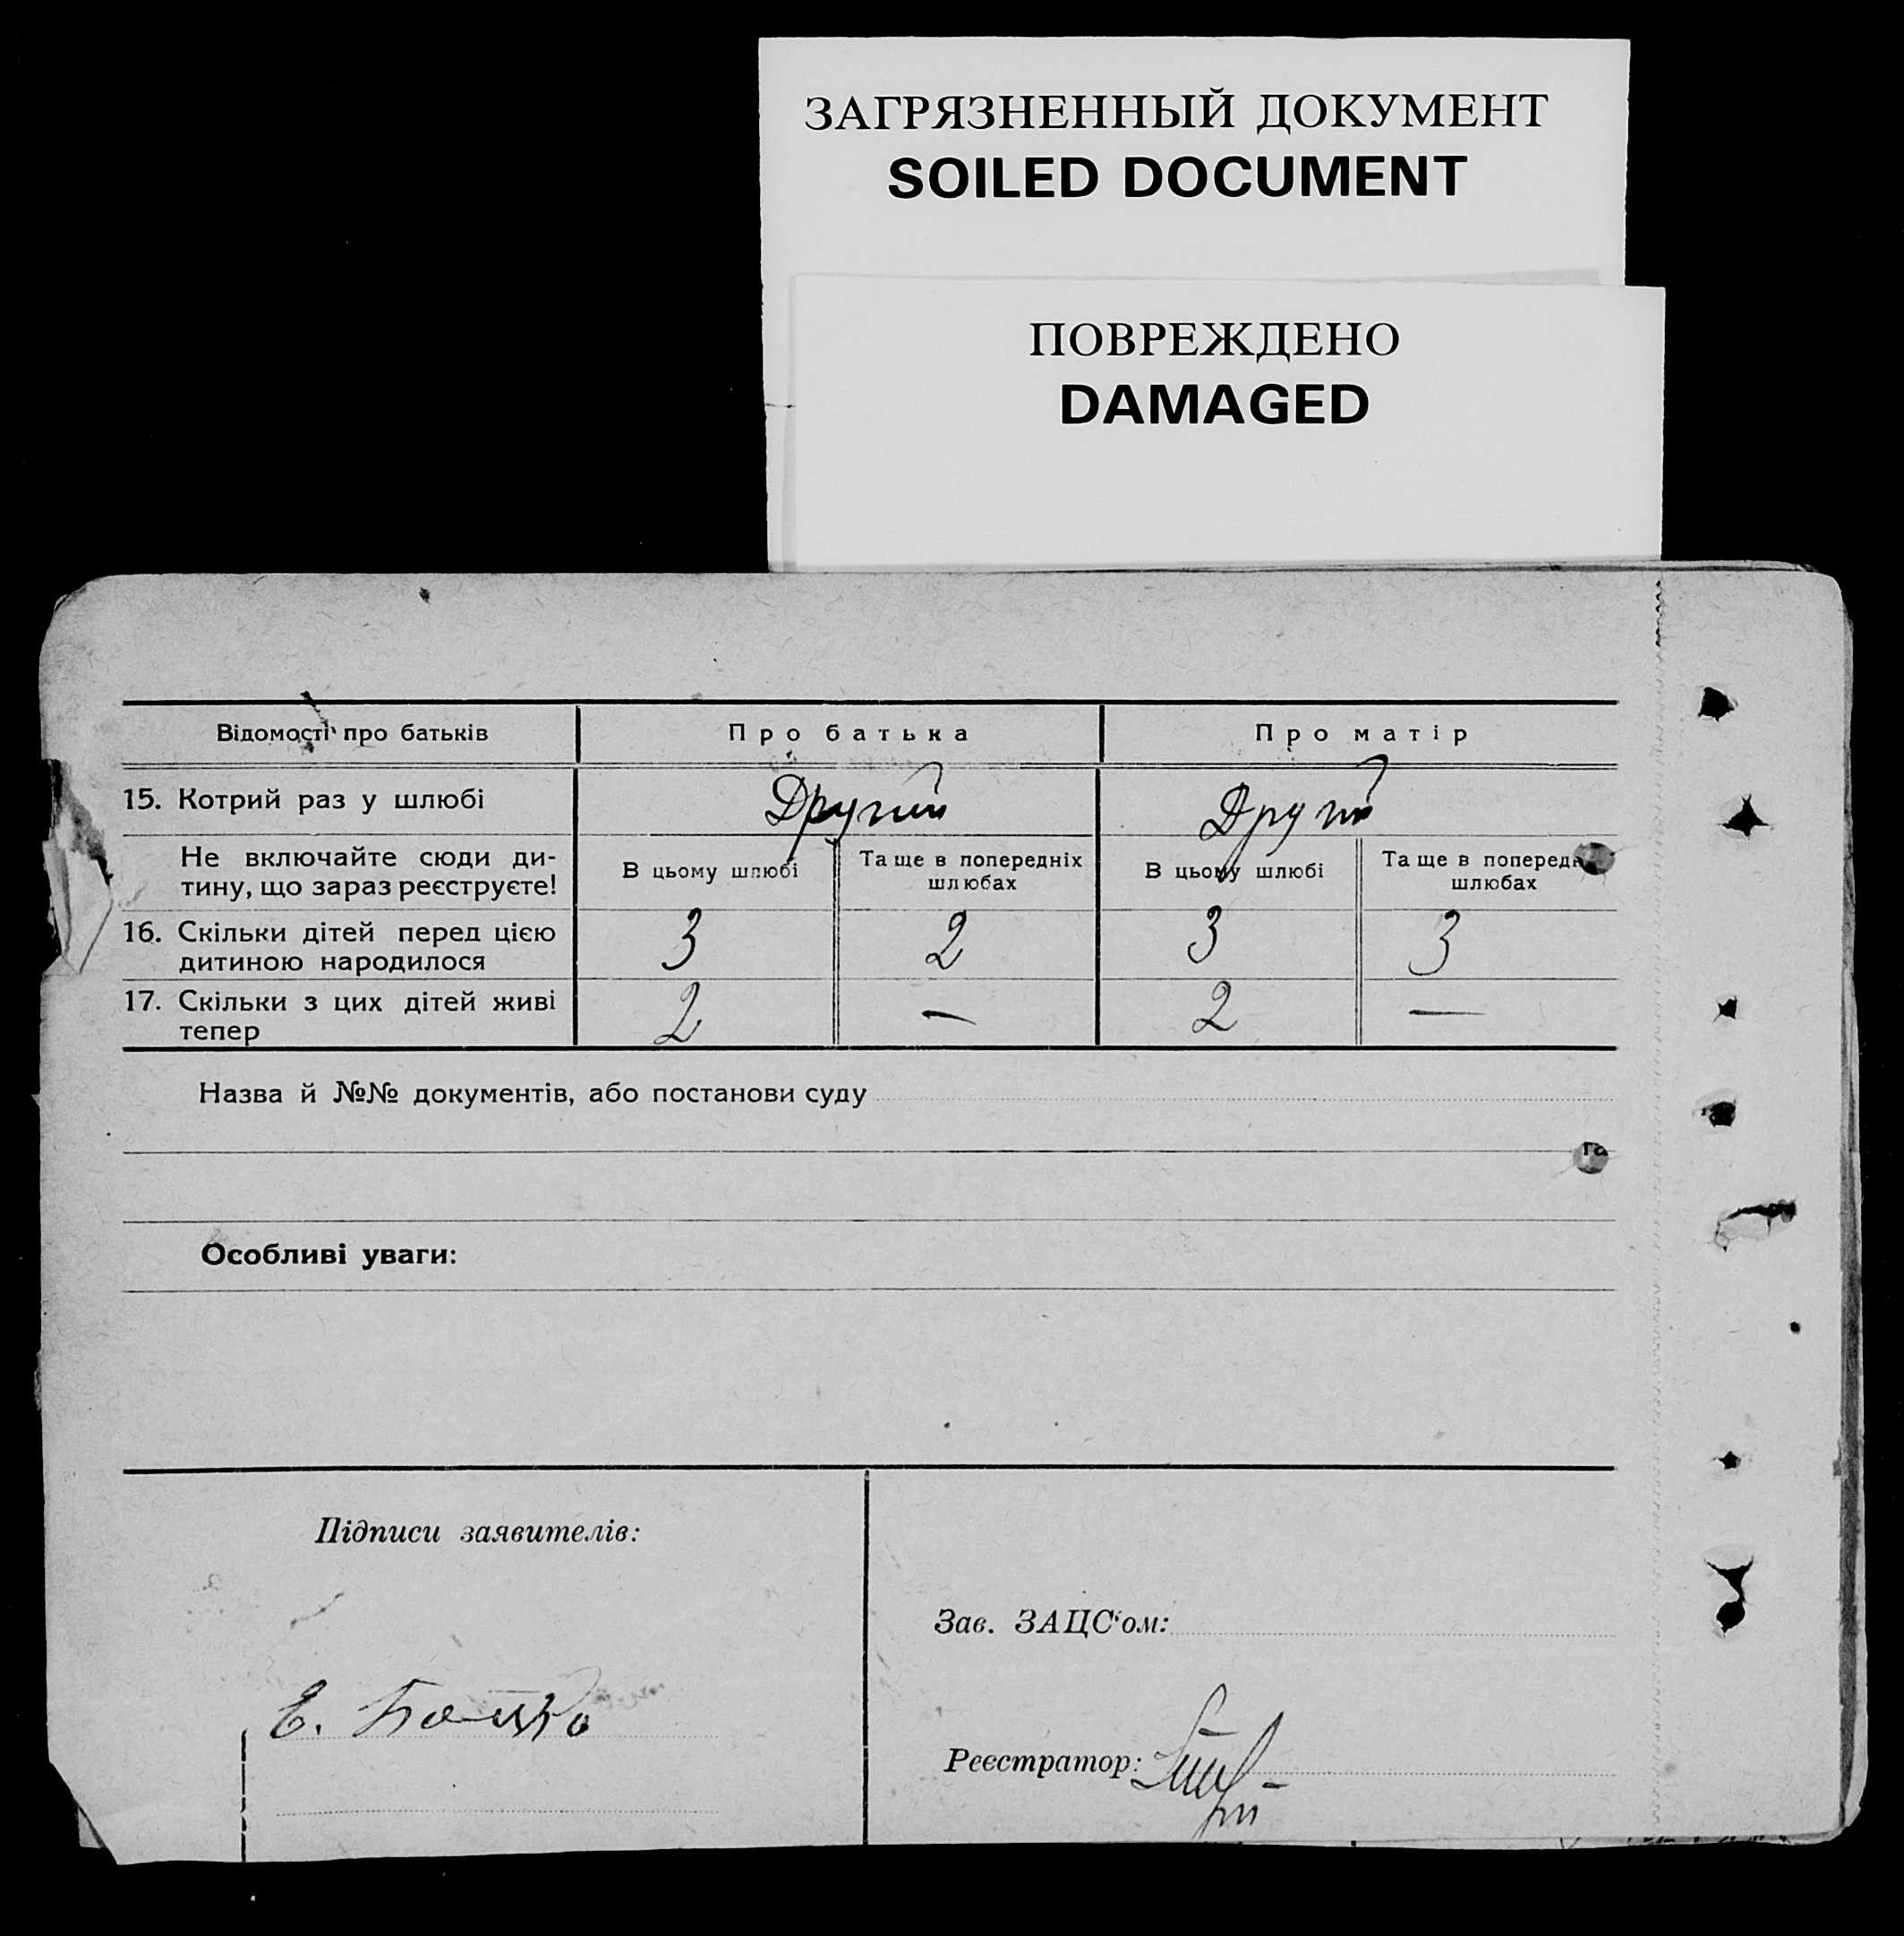 ЗАГРЯЗНЕННЫЙ ДОКУМЕНТ
SOILED DOCUMENT
ПОВРЕЖДЕНО
DAMAGED
Відомості про батьків Про батька Про матір
15. Котрий раз у шлюбі Другий Другий
Не включайте сюди ди-
тину, що зараз реєструєте!
В цьому шлюбі
Та ще в попередніх
шлюбах
В цьому шлюбі
Та ще в
шлюбах
16. Скільки дітей перед цією
дитиною народилося
3 2 3 3
17. Скільки з цих дітей живі
тепер
2 — 2 —
Назва й №№ документів, або постанови суду
та
Особливі уваги:
Підписи заявителів:
Зав. ЗАЦС'ом:
Е.
Реєстратор: